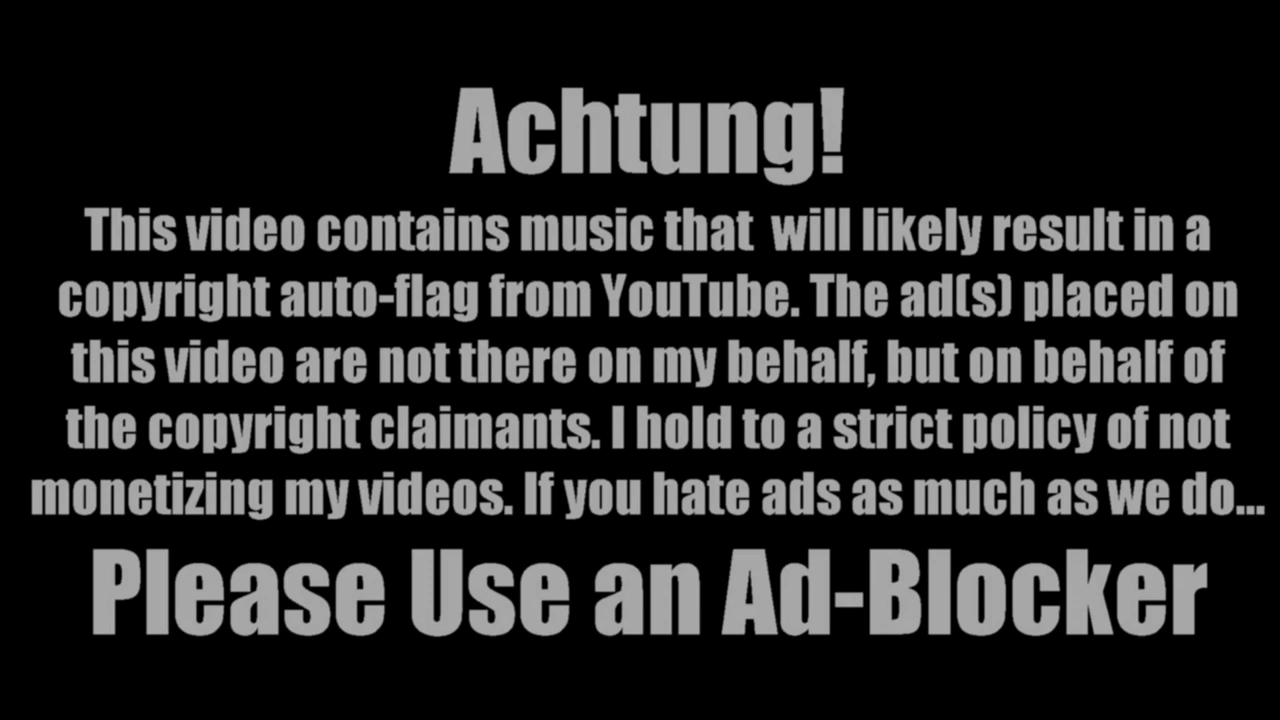 Achtung!
This video contains music that  will likely result in a
copyright auto-flag from YouTube. The ad(s) placed on
this video are not there on my behalf, but on behalf of
the copyright claimants. I hold to a strict policy of not
monetizing my videos. If you hate ads as much as we do...
Please Use an Ad-Blocker